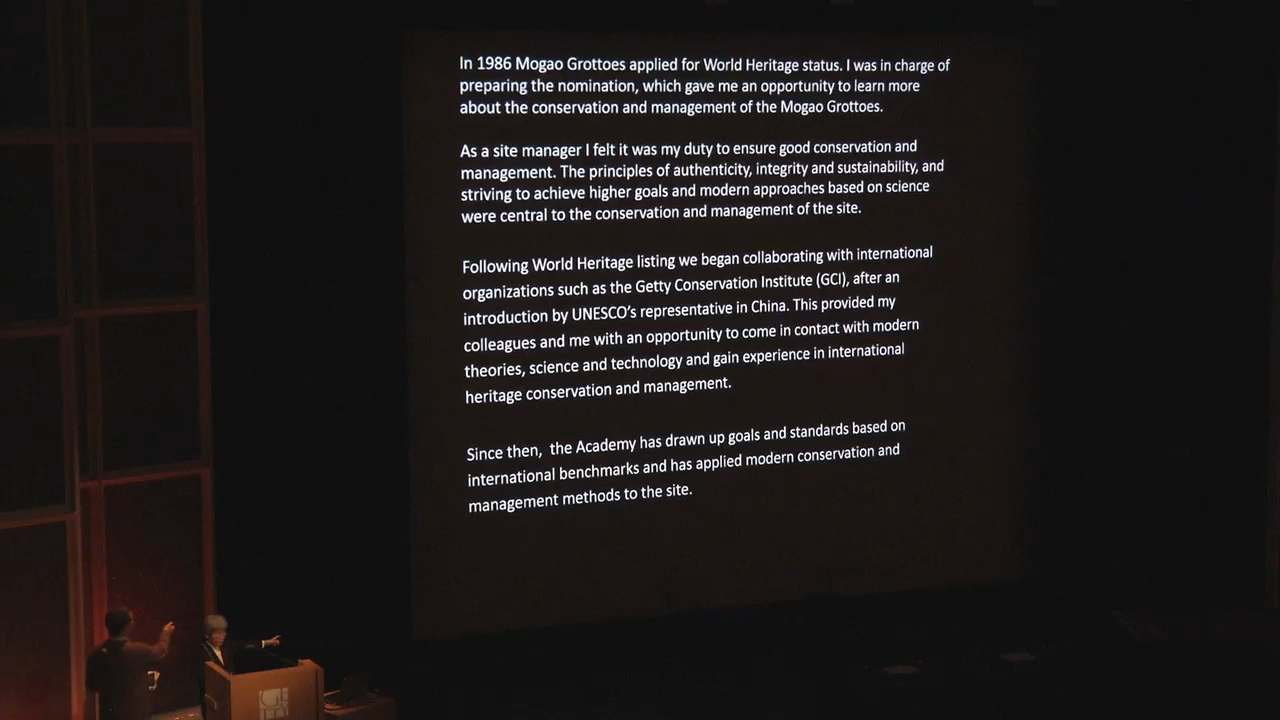 In 1986 Mogao Grottoes applied for World Heritage status. I was in charge of
preparing the nomination, which gave me an opportunity to learn more
about the conservation and management of the Mogao Grottoes.
As a site manager I felt it was my duty to ensure good conservation and
management. The principles of authenticity, integrity and sustainability, and
striving to achieve higher goals and modern approaches based on science
were central to the conservation and management of the site.
Following World Heritage listing we began collaborating with international
organizations such as the Getty Conservation Institute (GCI), after an
introduction by UNESCO's representative in China. This provided my
colleagues and me with an opportunity to come in contact with modern
theories, science and technology and gain experience in international
heritage conservation and management.
Since then, the Academy has drawn up goals and standards based on
international benchmarks and has applied modern conservation and
management methods to the site.